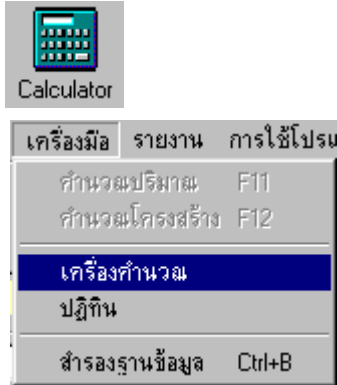 Calculator
เครื่องมือ รายงาน การใช้โปรแ
คำนวณปริมาณ F11
คำนวณโครงสร้าง F12
เครื่องคำนวณ
ปฏิทิน
สำรองฐานข้อมูล Ctrl+B